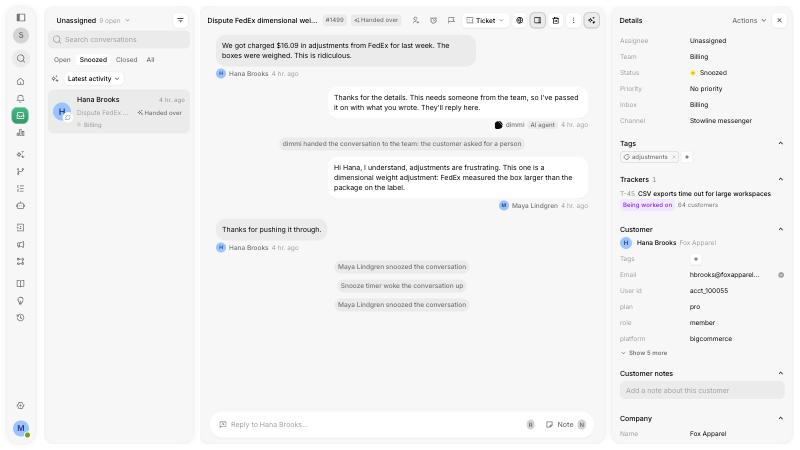 S
Unassigned 9 open
Search conversations
Open Snoozed Closed All
Latest activity
Hana Brooks 4 hr. ago
H
Dispute FedEx ... Handed over
Billing
M
Dispute FedEx dimensional wei... #1499 Handed over
Ticket
We got charged $16.09 in adjustments from FedEx for last week. The
boxes were weighed. This is ridiculous.
H Hana Brooks 4 hr. ago
Thanks for the details. This needs someone from the team, so I've passed
it on with what you wrote. They'll reply here.
dimmi AI agent 4 hr. ago
dimmi handed the conversation to the team: the customer asked for a person
Hi Hana, I understand, adjustments are frustrating. This one is a
dimensional weight adjustment: FedEx measured the box larger than the
package on the label.
M Maya Lindgren 4 hr. ago
Thanks for pushing it through.
H Hana Brooks 4 hr. ago
Maya Lindgren snoozed the conversation
Snooze timer woke the conversation up
Maya Lindgren snoozed the conversation
Reply to Hana Brooks... R Note N
Details Actions
Assignee Unassigned
Team Billing
Status Snoozed
Priority No priority
Inbox Billing
Channel Stowline messenger
Tags
adjustments × +
Trackers 1
T-45 CSV exports time out for large workspaces
Being worked on 64 customers
Customer
H Hana Brooks Fox Apparel
Tags +
Email hbrooks@foxapparel...
User id acct_100055
plan pro
role member
platform bigcommerce
Show 5 more
Customer notes
Add a note about this customer
Company
Name Fox Apparel